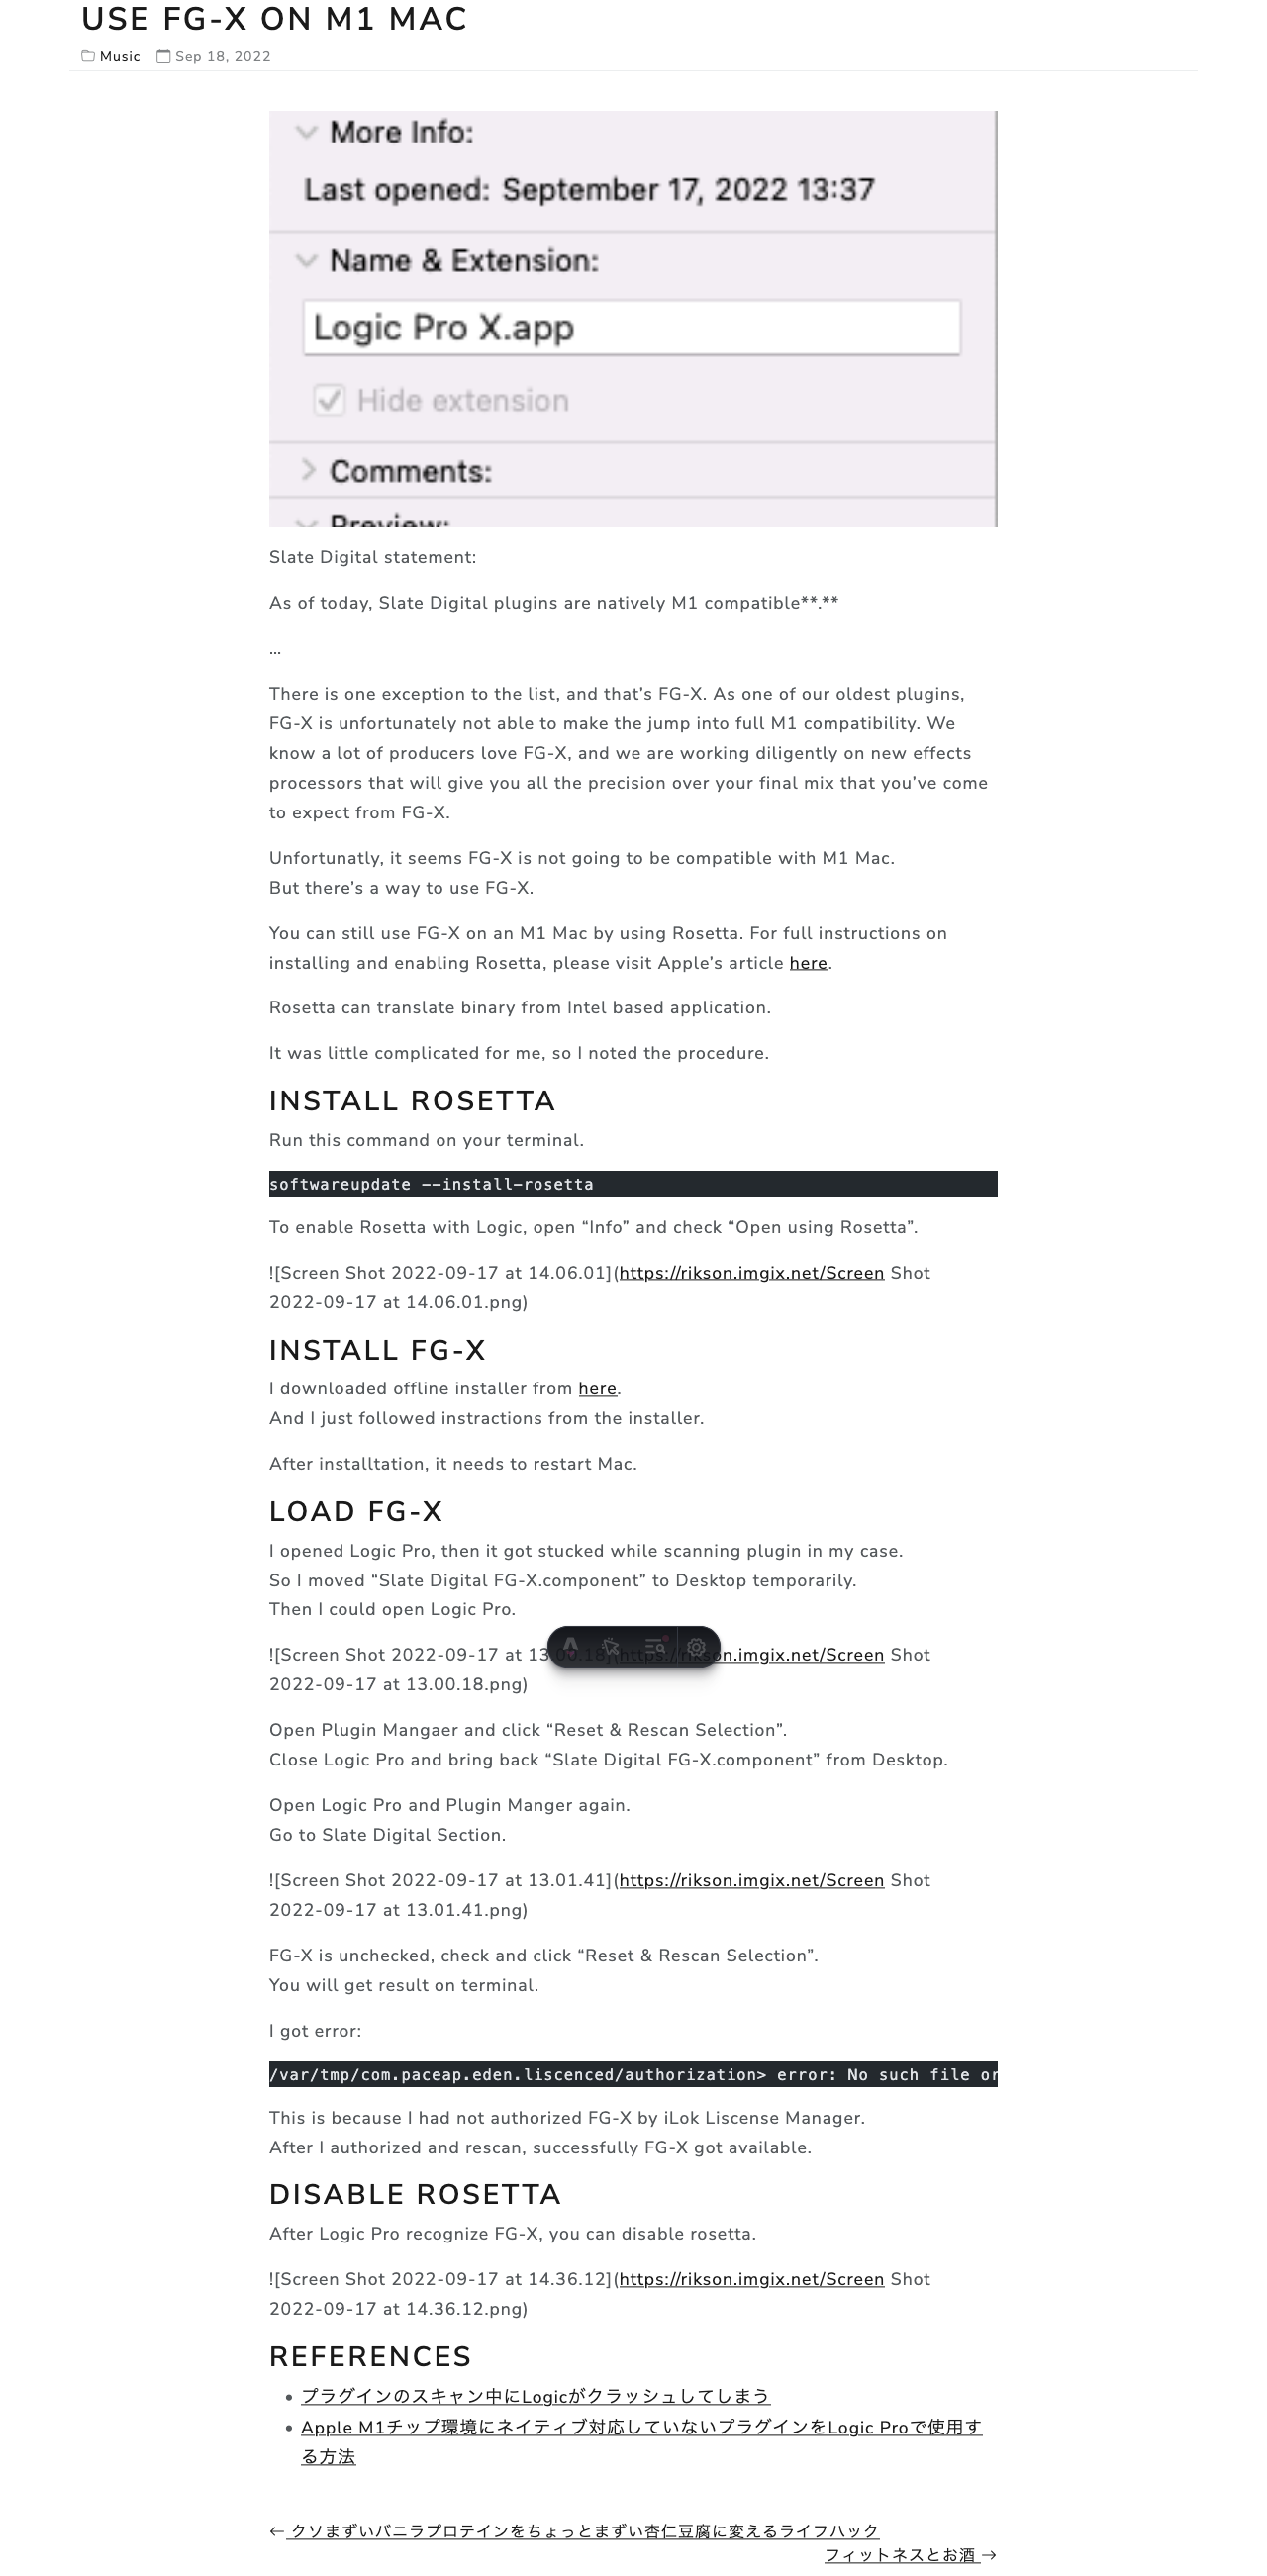 USE FG-X ON M1 MAC
Music Sep 18, 2022
More Info:
Last opened: September 17, 2022 13:37
Name & Extension:
Logic Pro X.app
Hide extension
Comments:
Preview:
Slate Digital statement:
As of today, Slate Digital plugins are natively M1 compatible**.**
…
There is one exception to the list, and that’s FG-X. As one of our oldest plugins,
FG-X is unfortunately not able to make the jump into full M1 compatibility. We
know a lot of producers love FG-X, and we are working diligently on new effects
processors that will give you all the precision over your final mix that you’ve come
to expect from FG-X.
Unfortunatly, it seems FG-X is not going to be compatible with M1 Mac.
But there’s a way to use FG-X.
You can still use FG-X on an M1 Mac by using Rosetta. For full instructions on
installing and enabling Rosetta, please visit Apple’s article here.
Rosetta can translate binary from Intel based application.
It was little complicated for me, so I noted the procedure.
INSTALL ROSETTA
Run this command on your terminal.
softwareupdate --install-rosetta
To enable Rosetta with Logic, open “Info” and check “Open using Rosetta”.
![Screen Shot 2022-09-17 at 14.06.01](https://rikson.imgix.net/Screen Shot
2022-09-17 at 14.06.01.png)
INSTALL FG-X
I downloaded offline installer from here.
And I just followed instractions from the installer.
After installtation, it needs to restart Mac.
LOAD FG-X
I opened Logic Pro, then it got stucked while scanning plugin in my case.
So I moved “Slate Digital FG-X.component” to Desktop temporarily.
Then I could open Logic Pro.
![Screen Shot 2022-09-17 at 13.00.18](https://rikson.imgix.net/Screen Shot
2022-09-17 at 13.00.18.png)
Open Plugin Mangaer and click “Reset & Rescan Selection”.
Close Logic Pro and bring back “Slate Digital FG-X.component” from Desktop.
Open Logic Pro and Plugin Manger again.
Go to Slate Digital Section.
![Screen Shot 2022-09-17 at 13.01.41](https://rikson.imgix.net/Screen Shot
2022-09-17 at 13.01.41.png)
FG-X is unchecked, check and click “Reset & Rescan Selection”.
You will get result on terminal.
I got error:
/var/tmp/com.paceap.eden.liscenced/authorization> error: No such file or
This is because I had not authorized FG-X by iLok Liscense Manager.
After I authorized and rescan, successfully FG-X got available.
DISABLE ROSETTA
After Logic Pro recognize FG-X, you can disable rosetta.
![Screen Shot 2022-09-17 at 14.36.12](https://rikson.imgix.net/Screen Shot
2022-09-17 at 14.36.12.png)
REFERENCES
• プラグインのスキャン中にLogicがクラッシュしてしまう
• Apple M1チップ環境にネイティブ対応していないプラグインをLogic Proで使用す
る方法
← クソまずいバニラプロテインをちょっとまずい杏仁豆腐に変えるライフハック
フィットネスとお酒 →